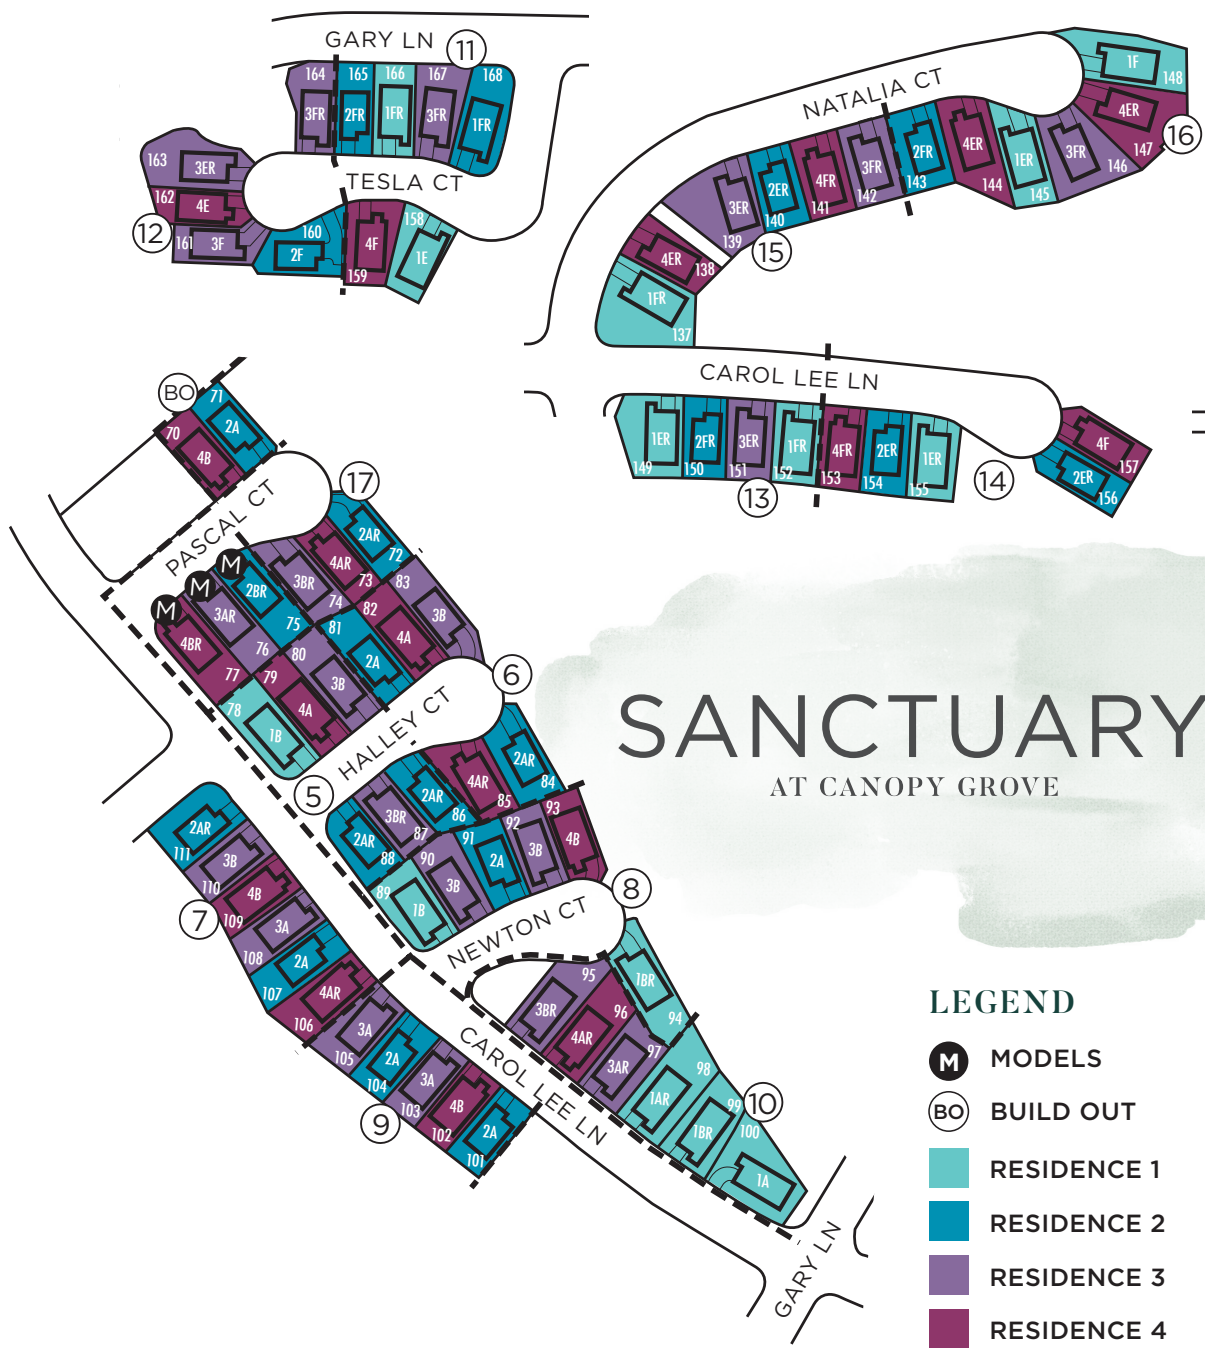 GARY LN
11
164
165
166
167
168
3FR
2FR
1FR
3FR
1FR
TESLA CT
163
3ER
162
4E
161
3F
12
160
2F
159
4F
158
1E
NATALIA CT
1F
148
4ER
147
16
3FR
146
1ER
145
4ER
144
2FR
143
3FR
142
4FR
141
2ER
140
3ER
139
15
4ER
138
1FR
137
CAROL LEE LN
1ER
149
2FR
150
3ER
151
1FR
152
4FR
153
2ER
154
1ER
155
13
14
4F
157
2ER
156
BO
71
2A
70
4B
PASCAL CT
17
2AR
72
4AR
73
3BR
74
M
2BR
75
M
3AR
76
M
4BR
77
83
3B
82
4A
81
2A
80
3B
79
4A
78
1B
HALLEY CT
6
5
2AR
84
4AR
85
2AR
86
3BR
87
2AR
88
93
4B
92
3B
91
2A
90
3B
89
1B
NEWTON CT
8
2AR
111
3B
110
4B
109
7
3A
108
2A
107
4AR
106
3A
105
2A
104
3A
103
4B
102
2A
101
9
CAROL LEE LN
1BR
94
95
3BR
96
4AR
97
3AR
98
1AR
99
1BR
100
1A
10
GARY LN
SANCTUARY
AT CANOPY GROVE
LEGEND
M MODELS
BO BUILD OUT
RESIDENCE 1
RESIDENCE 2
RESIDENCE 3
RESIDENCE 4